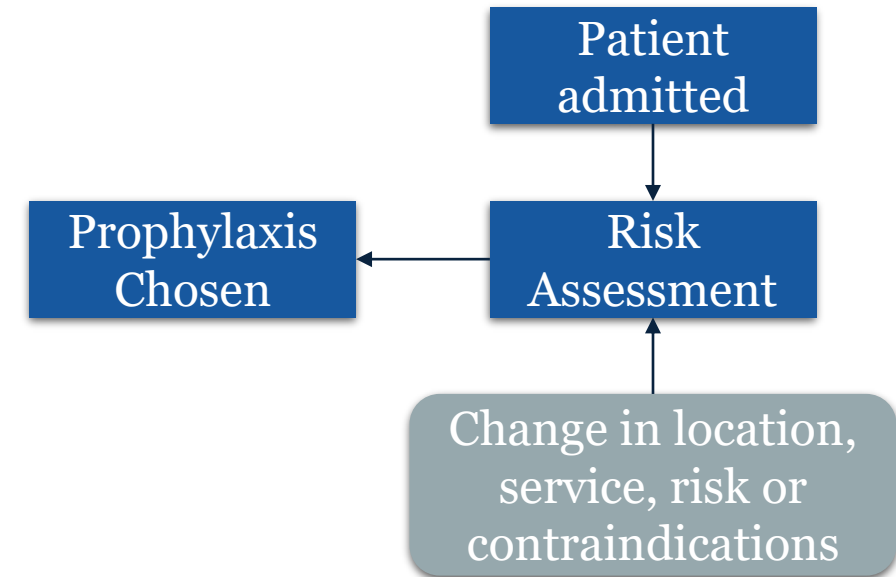 Patient
admitted
Prophylaxis
Chosen
Risk
Assessment
Change in location,
service, risk or
contraindications